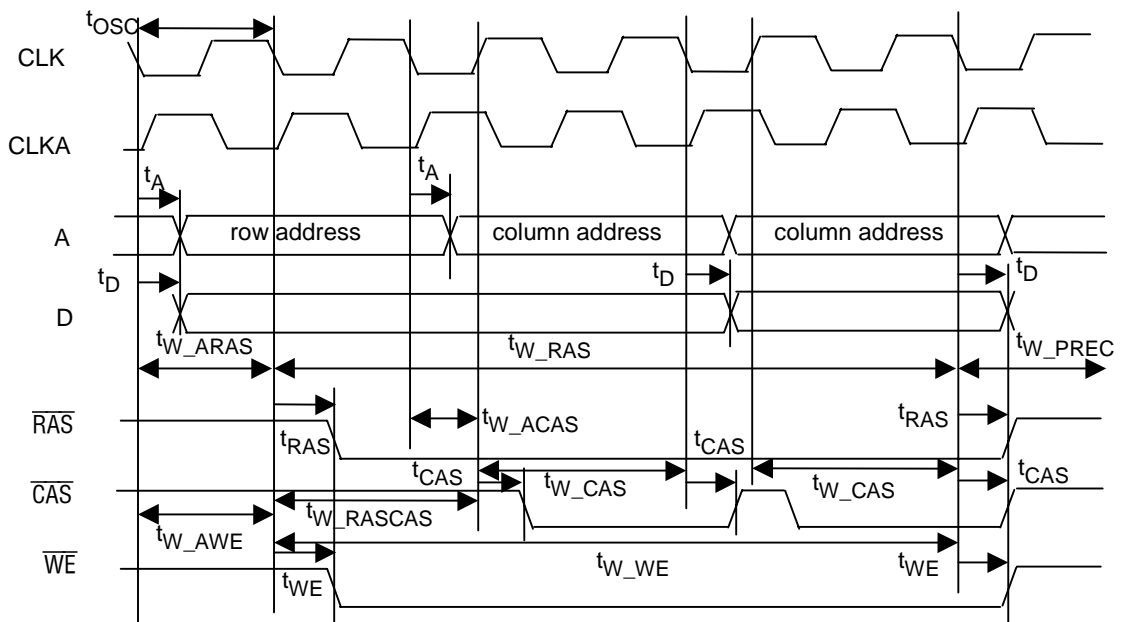 tOSC
CLK
CLKA
tA tA
A row address column address column address
tD tD tD
D
tW_ARAS tW_RAS tW_PREC
RAS tRAS tW_ACAS tCAS tRAS
CAS tCAS tW_CAS tW_CAS tCAS
tW_RASCAS
tW_AWE
WE tWE tW_WE tWE